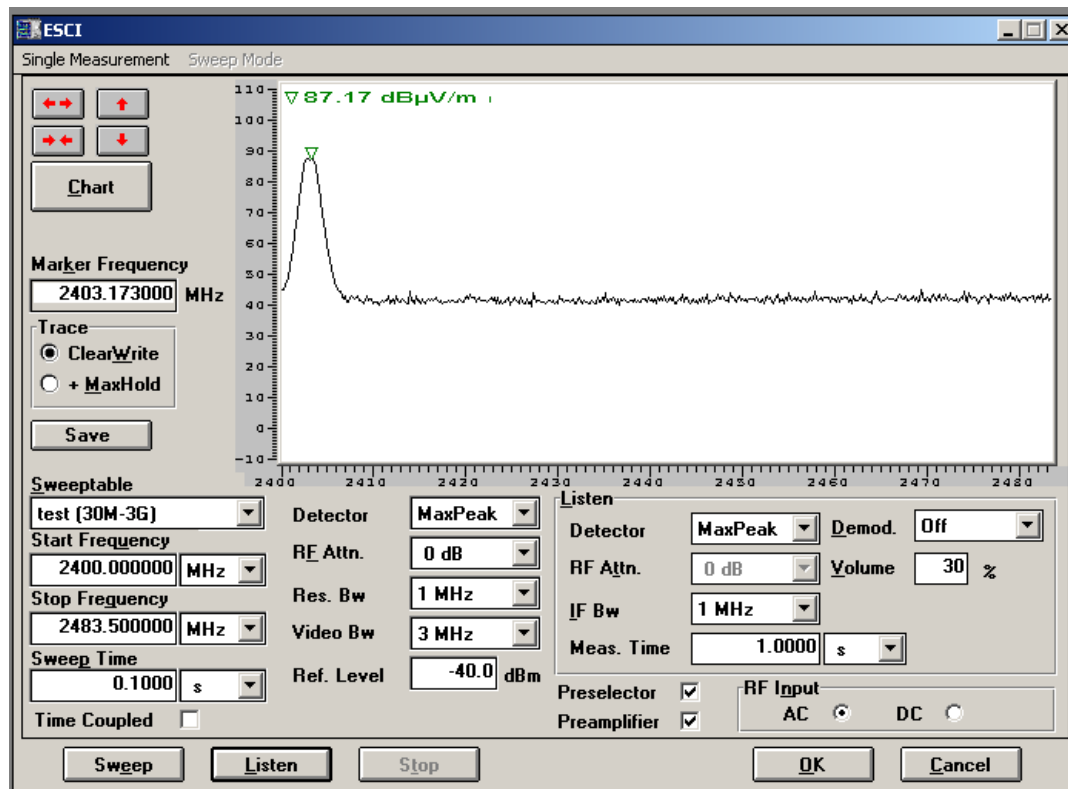 ESCI
Single Measurement Sweep Mode
110
100
90
80
70
60
50
40
30
20
10
0
-10
▽87.17 dBµV/m
2400 2410 2420 2430 2440 2450 2460 2470 2480
Chart
Marker Frequency
2403.173000 MHz
Trace
ClearWrite
+ MaxHold
Save
Sweeptable
test (30M-3G)
Start Frequency
2400.000000 MHz
Stop Frequency
2483.500000 MHz
Sweep Time
0.1000 s
Time Coupled
Detector MaxPeak
RF Attn. 0 dB
Res. Bw 1 MHz
Video Bw 3 MHz
Ref. Level -40.0 dBm
Listen
Detector MaxPeak Demod. Off
RF Attn. 0 dB Volume 30 %
IF Bw 1 MHz
Meas. Time 1.0000 s
Preselector
Preamplifier
RF Input
AC DC
Sweep Listen Stop OK Cancel